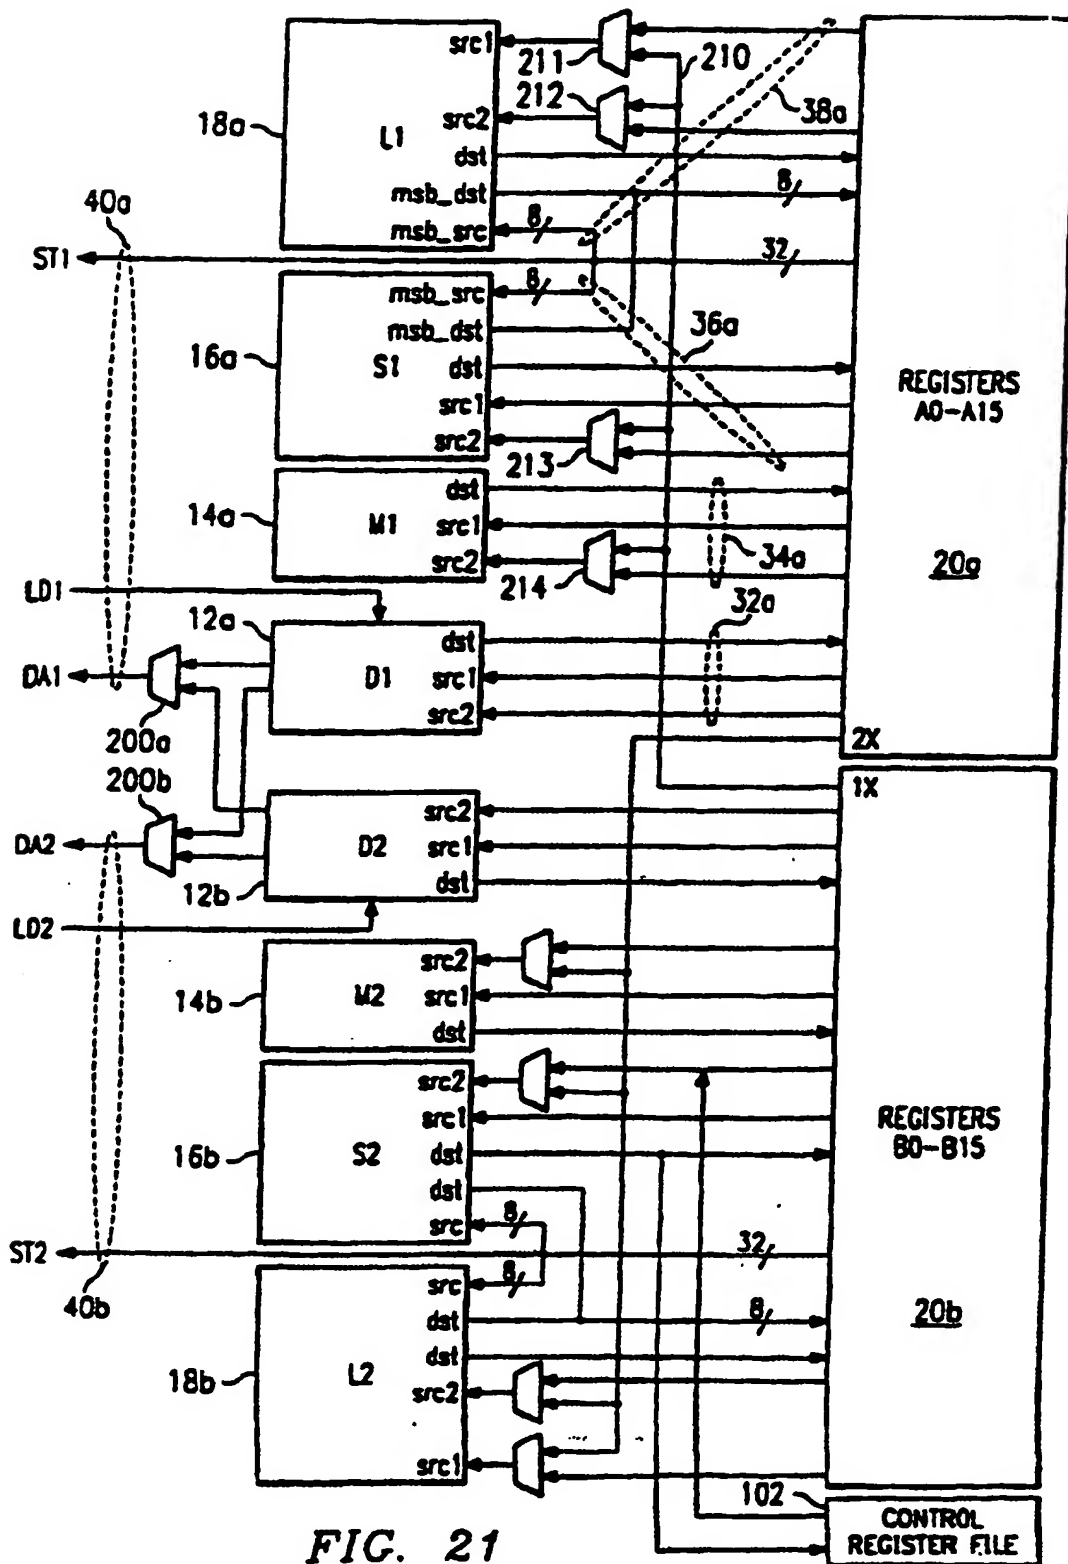 src1
211
210
212
38a
18a
src2
L1
dst
msb_dst
8
40a
msb_src
8
ST1
32
msb_src
8
msb_dst
36a
16a
S1
dst
REGISTERS
A0-A15
src1
src2
213
dst
14a
M1
src1
34a
src2
214
20a
LD1
32a
12a
dst
DA1
D1
src1
src2
200a
2X
200b
1X
src2
DA2
D2
src1
12b
dst
LD2
src2
14b
M2
src1
dst
src2
src1
REGISTERS
B0-B15
16b
S2
dst
dst
src
8
ST2
32
8
src
40b
dst
8
20b
dst
18b
L2
src2
src1
102
CONTROL
REGISTER FILE
FIG. 21